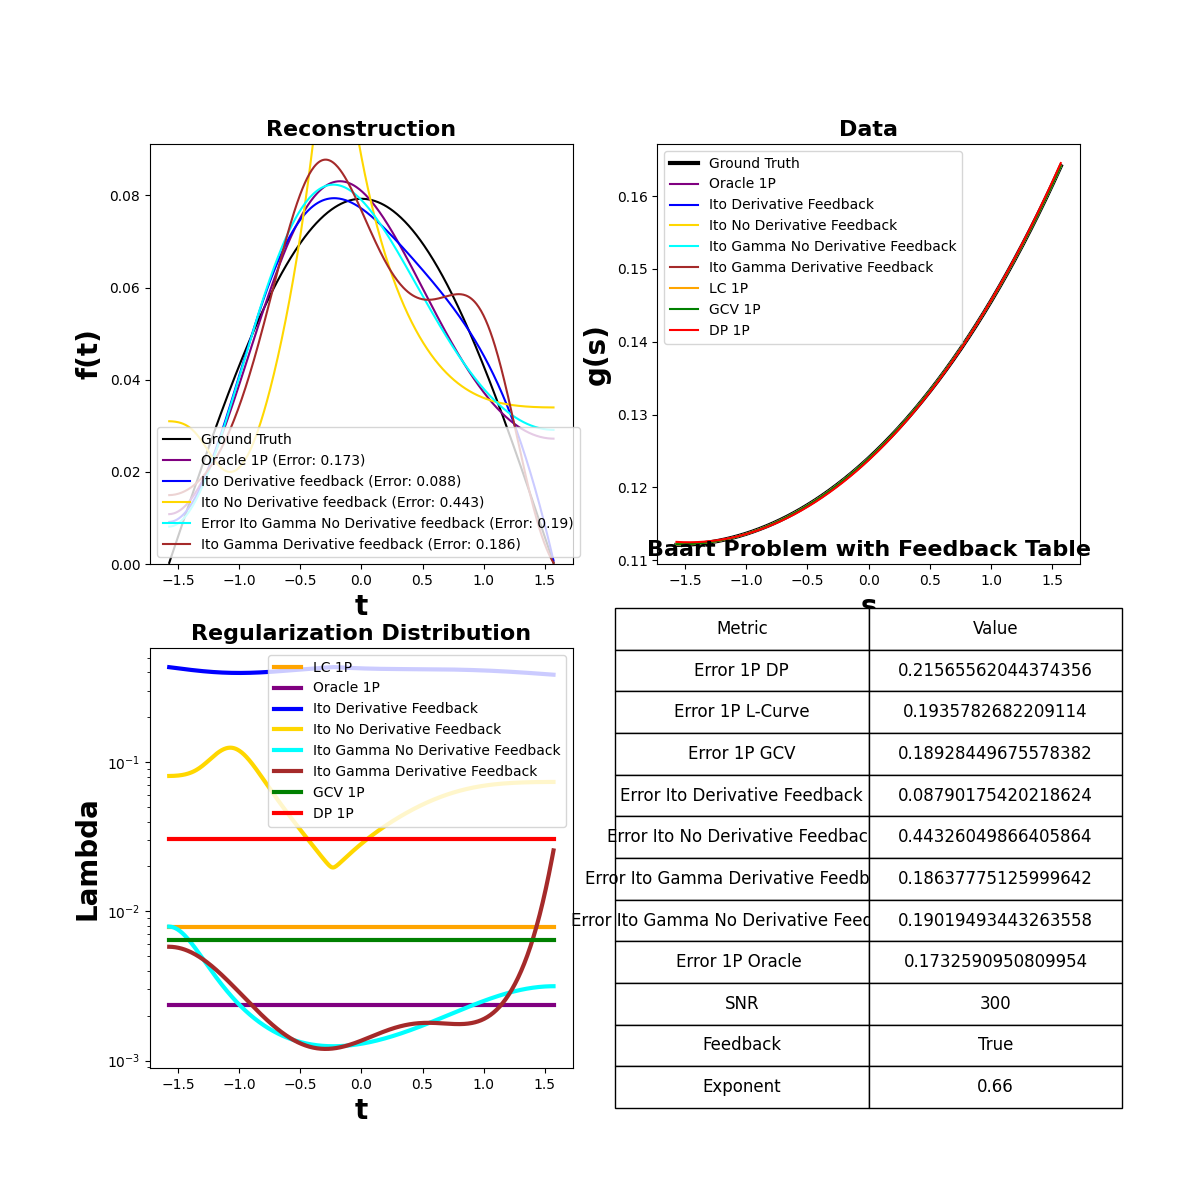 Reconstruction
f(t)
0.08
0.06
0.04
0.02
0.00
Ground Truth
Oracle 1P (Error: 0.173)
Ito Derivative feedback (Error: 0.088)
Ito No Derivative feedback (Error: 0.443)
Error Ito Gamma No Derivative feedback (Error: 0.19)
Ito Gamma Derivative feedback (Error: 0.186)
−1.5 −1.0 −0.5 0.0 0.5 1.0 1.5
t
Data
g(s)
0.16
0.15
0.14
0.13
0.12
0.11
Ground Truth
Oracle 1P
Ito Derivative Feedback
Ito No Derivative Feedback
Ito Gamma No Derivative Feedback
Ito Gamma Derivative Feedback
LC 1P
GCV 1P
DP 1P
−1.5 −1.0 −0.5 0.0 0.5 1.0 1.5
s
Regularization Distribution
Lambda
10−1
10−2
10−3
LC 1P
Oracle 1P
Ito Derivative Feedback
Ito No Derivative Feedback
Ito Gamma No Derivative Feedback
Ito Gamma Derivative Feedback
GCV 1P
DP 1P
−1.5 −1.0 −0.5 0.0 0.5 1.0 1.5
t
Baart Problem with Feedback Table
Metric Value
Error 1P DP 0.21565562044374356
Error 1P L-Curve 0.1935782682209114
Error 1P GCV 0.18928449675578382
Error Ito Derivative Feedback 0.08790175420218624
Error Ito No Derivative Feedbac 0.44326049866405864
Error Ito Gamma Derivative Feedb 0.18637775125999642
Error Ito Gamma No Derivative Feed 0.19019493443263558
Error 1P Oracle 0.1732590950809954
SNR 300
Feedback True
Exponent 0.66